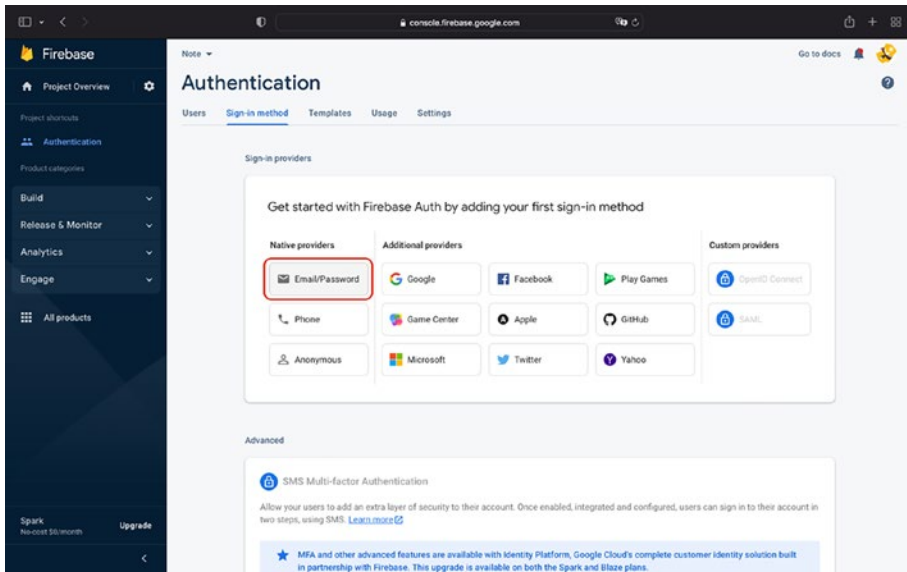 console.firebase.google.com
Firebase
Note
Go to docs
Project Overview
Authentication
Users Sign-in method Templates Usage Settings
Project shortcuts
Authentication
Product categories
Build
Release & Monitor
Analytics
Engage
All products
Spark
No-cost $0/month
Upgrade
Sign-in providers
Get started with Firebase Auth by adding your first sign-in method
Native providers Additional providers Custom providers
Email/Password Google Facebook Play Games OpenID Connect
Phone Game Center Apple GitHub SAML
Anonymous Microsoft Twitter Yahoo
Advanced
SMS Multi-factor Authentication
Allow your users to add an extra layer of security to their account. Once enabled, integrated and configured, users can sign in to their account in
two steps, using SMS. Learn more
MFA and other advanced features are available with Identity Platform, Google Cloud's complete customer identity solution built
in partnership with Firebase. This upgrade is available on both the Spark and Blaze plans.